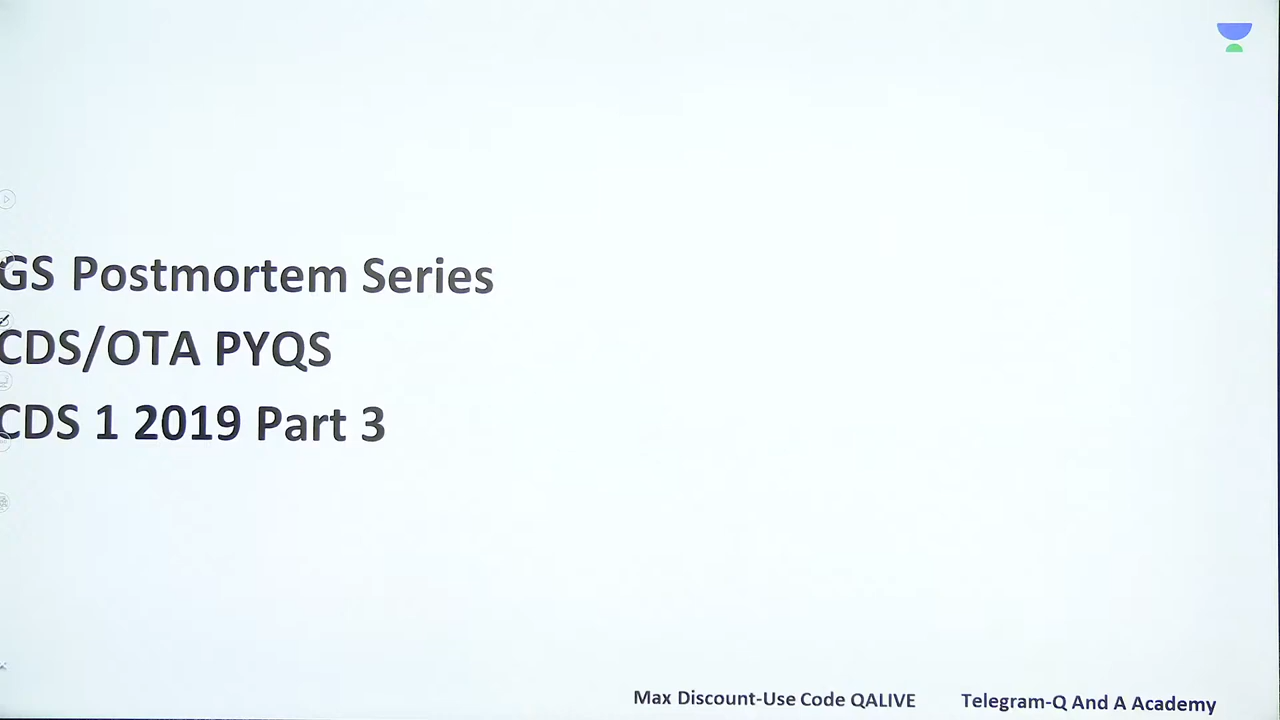 GS Postmortem Series
CDS/OTA PYQS
CDS 1 2019 Part 3
Max Discount-Use Code QALIVE
Telegram-Q And A Academy